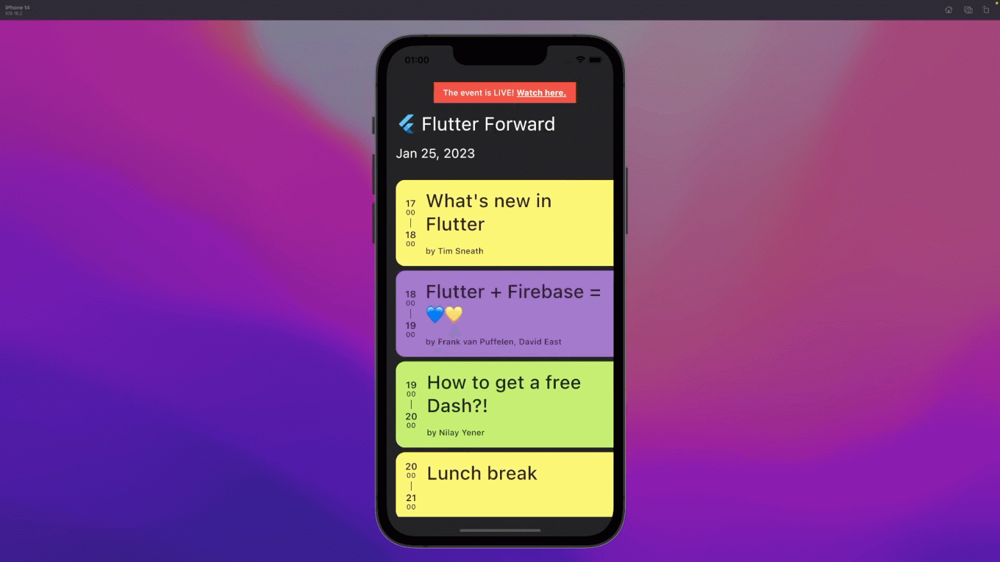 iPhone 14
iOS 16.2
01:00
The event is LIVE! Watch here.
Flutter Forward
Jan 25, 2023
17
00
18
00
What's new in
Flutter
by Tim Sneath
18
00
19
00
Flutter + Firebase =
💙💛
by Frank van Puffelen, David East
19
00
20
00
How to get a free
Dash?!
by Nilay Yener
20
00
21
00
Lunch break